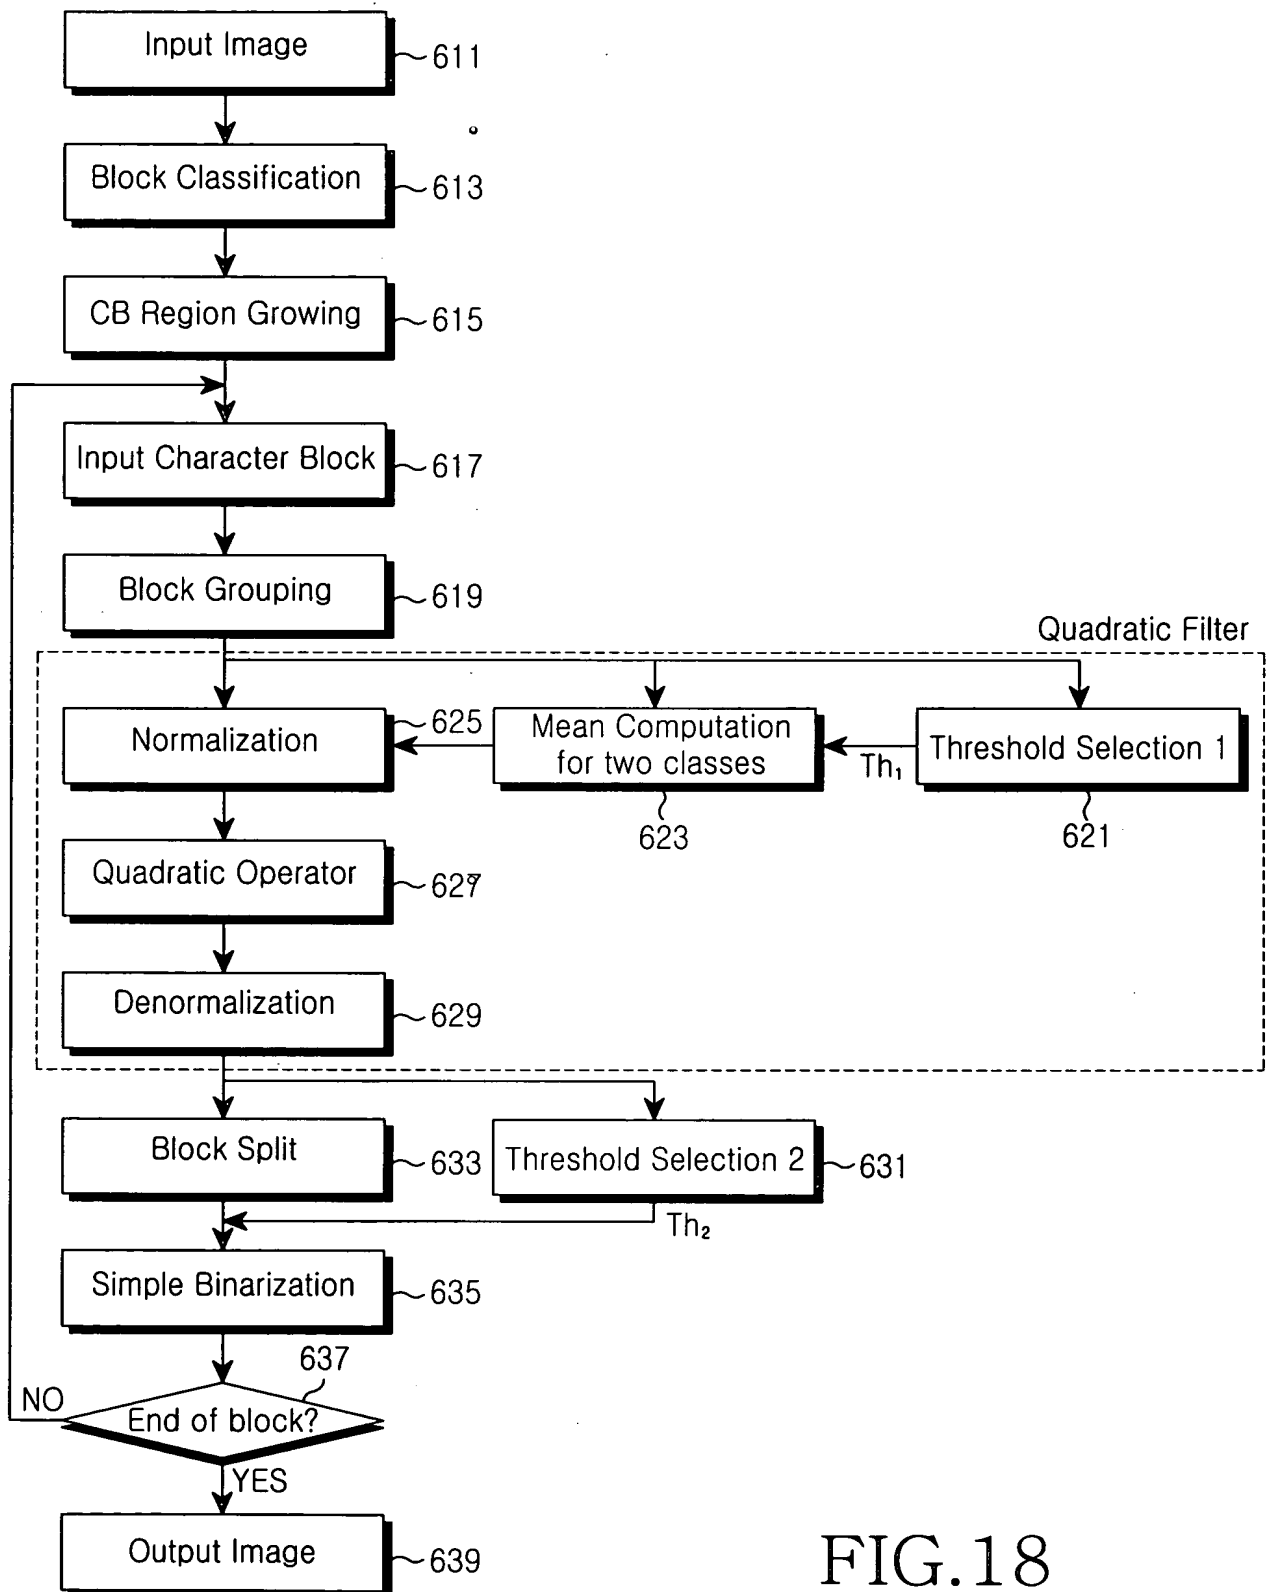 Input Image
611
Block Classification
613
CB Region Growing
615
Input Character Block
617
Block Grouping
619
Quadratic Filter
Normalization
625
Mean Computation
for two classes
623
Th₁
Threshold Selection 1
621
Quadratic Operator
627
Denormalization
629
Block Split
633
Threshold Selection 2
631
Th₂
Simple Binarization
635
637
NO
End of block?
YES
Output Image
639
FIG.18